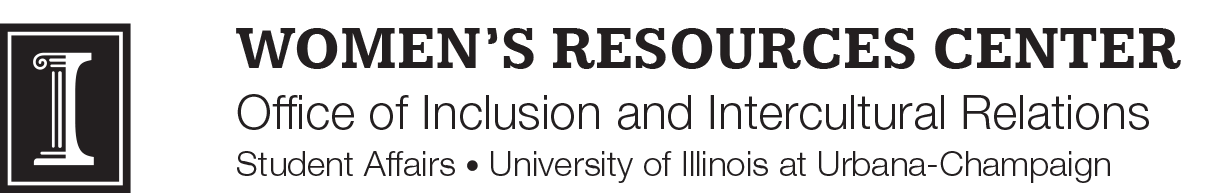 WOMEN’S RESOURCES CENTER
Office of Inclusion and Intercultural Relations
Student Affairs • University of Illinois at Urbana-Champaign